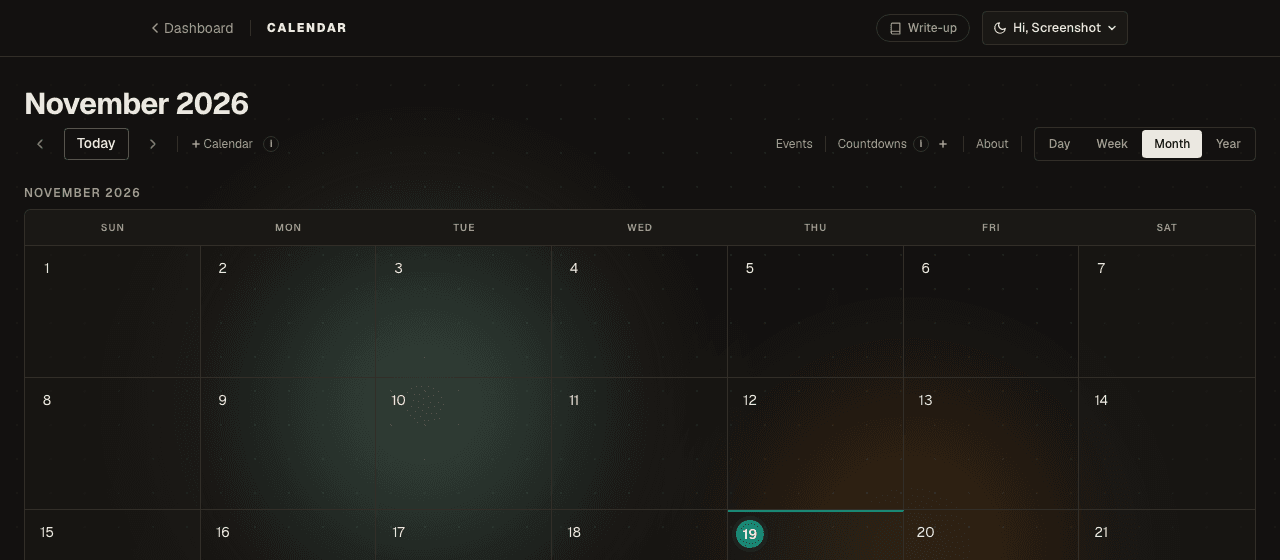 Dashboard CALENDAR Write-up Hi, Screenshot
November 2026
Today + Calendar i Events Countdowns i + About Day Week Month Year
NOVEMBER 2026
SUN MON TUE WED THU FRI SAT
1 2 3 4 5 6 7
8 9 10 11 12 13 14
15 16 17 18 19 20 21